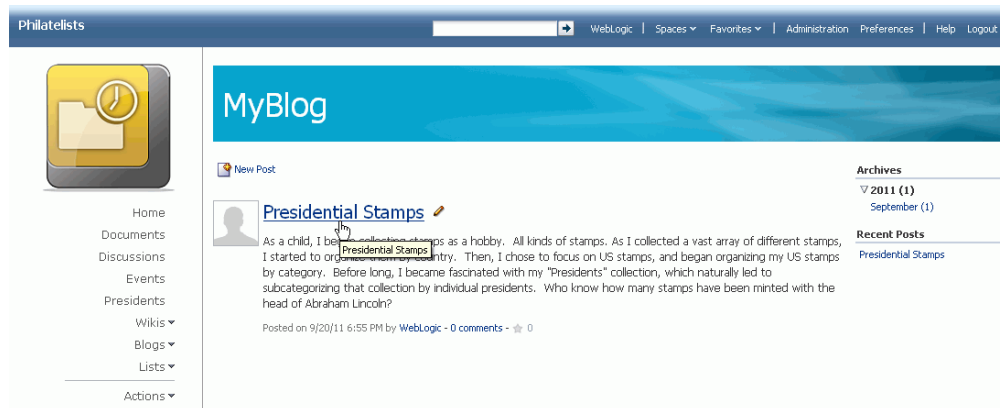 Philatelists
WebLogic | Spaces | Favorites | Administration Preferences | Help Logout
MyBlog
New Post
Home
Documents
Discussions
Events
Presidents
Wikis
Blogs
Lists
Actions
Presidential Stamps
As a child, I began collecting stamps as a hobby. All kinds of stamps. As I collected a vast array of different stamps,
Presidential Stamps
I started to organize them by country. Then, I chose to focus on US stamps, and began organizing my US stamps
by category. Before long, I became fascinated with my "Presidents" collection, which naturally led to
subcategorizing that collection by individual presidents. Who know how many stamps have been minted with the
head of Abraham Lincoln?
Posted on 9/20/11 6:55 PM by WebLogic - 0 comments - 0
Archives
2011 (1)
September (1)
Recent Posts
Presidential Stamps